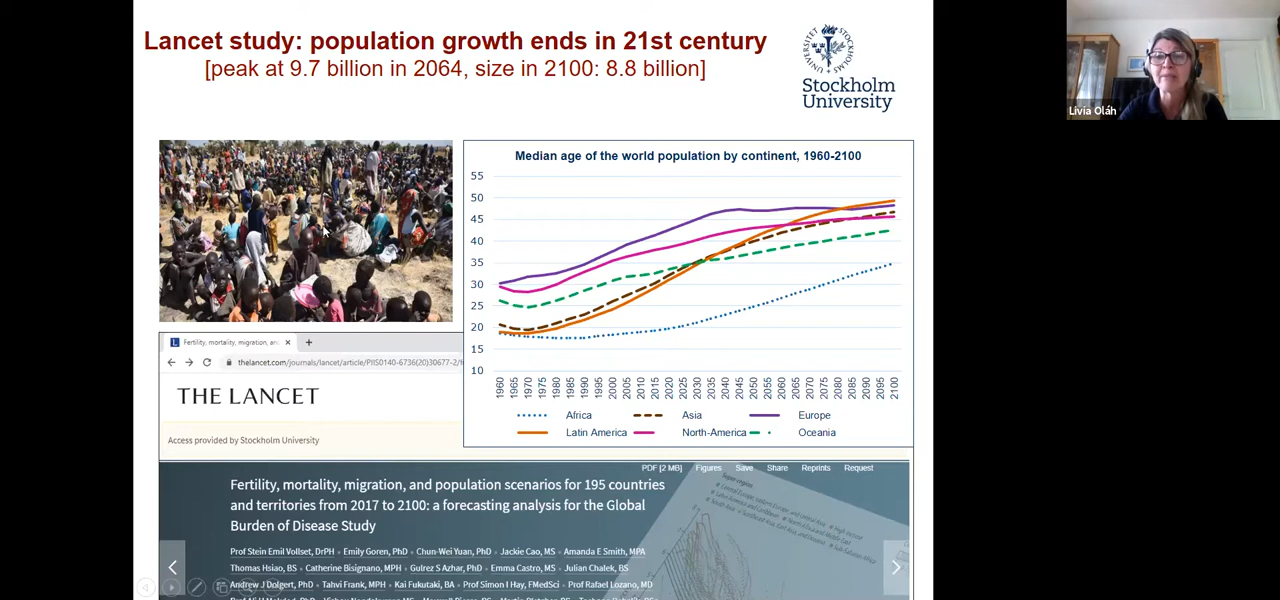 Lancet study: population growth ends in 21st century
[peak at 9.7 billion in 2064, size in 2100: 8.8 billion]
Stockholm
University
Livia Oláh
Median age of the world population by continent, 1960-2100
55
50
45
40
35
30
25
20
15
10
1960 1965 1970 1975 1980 1985 1990 1995 2000 2005 2010 2015 2020 2025 2030 2035 2040 2045 2050 2055 2060 2065 2070 2075 2080 2085 2090 2095 2100
Africa Asia Europe
Latin America North-America Oceania
Fertility, mortality, migration, an
thelancet.com/journals/lancet/article/PIIS0140-6736(20)30677-2/f
THE LANCET
Access provided by Stockholm University
PDF [2 MB] Figures Save Share Reprints Request
Fertility, mortality, migration, and population scenarios for 195 countries
and territories from 2017 to 2100: a forecasting analysis for the Global
Burden of Disease Study
Prof Stein Emil Vollset, DrPH • Emily Goren, PhD • Chun-Wei Yuan, PhD • Jackie Cao, MS • Amanda E Smith, MPA
Thomas Hsiao, BS • Catherine Bisignano, MPH • Gulrez S Azhar, PhD • Emma Castro, MS • Julian Chalek, BS
Andrew J Dolgert, PhD • Tahvi Frank, MPH • Kai Fukutaki, BA • Prof Simon I Hay, FMedSci • Prof Rafael Lozano, MD